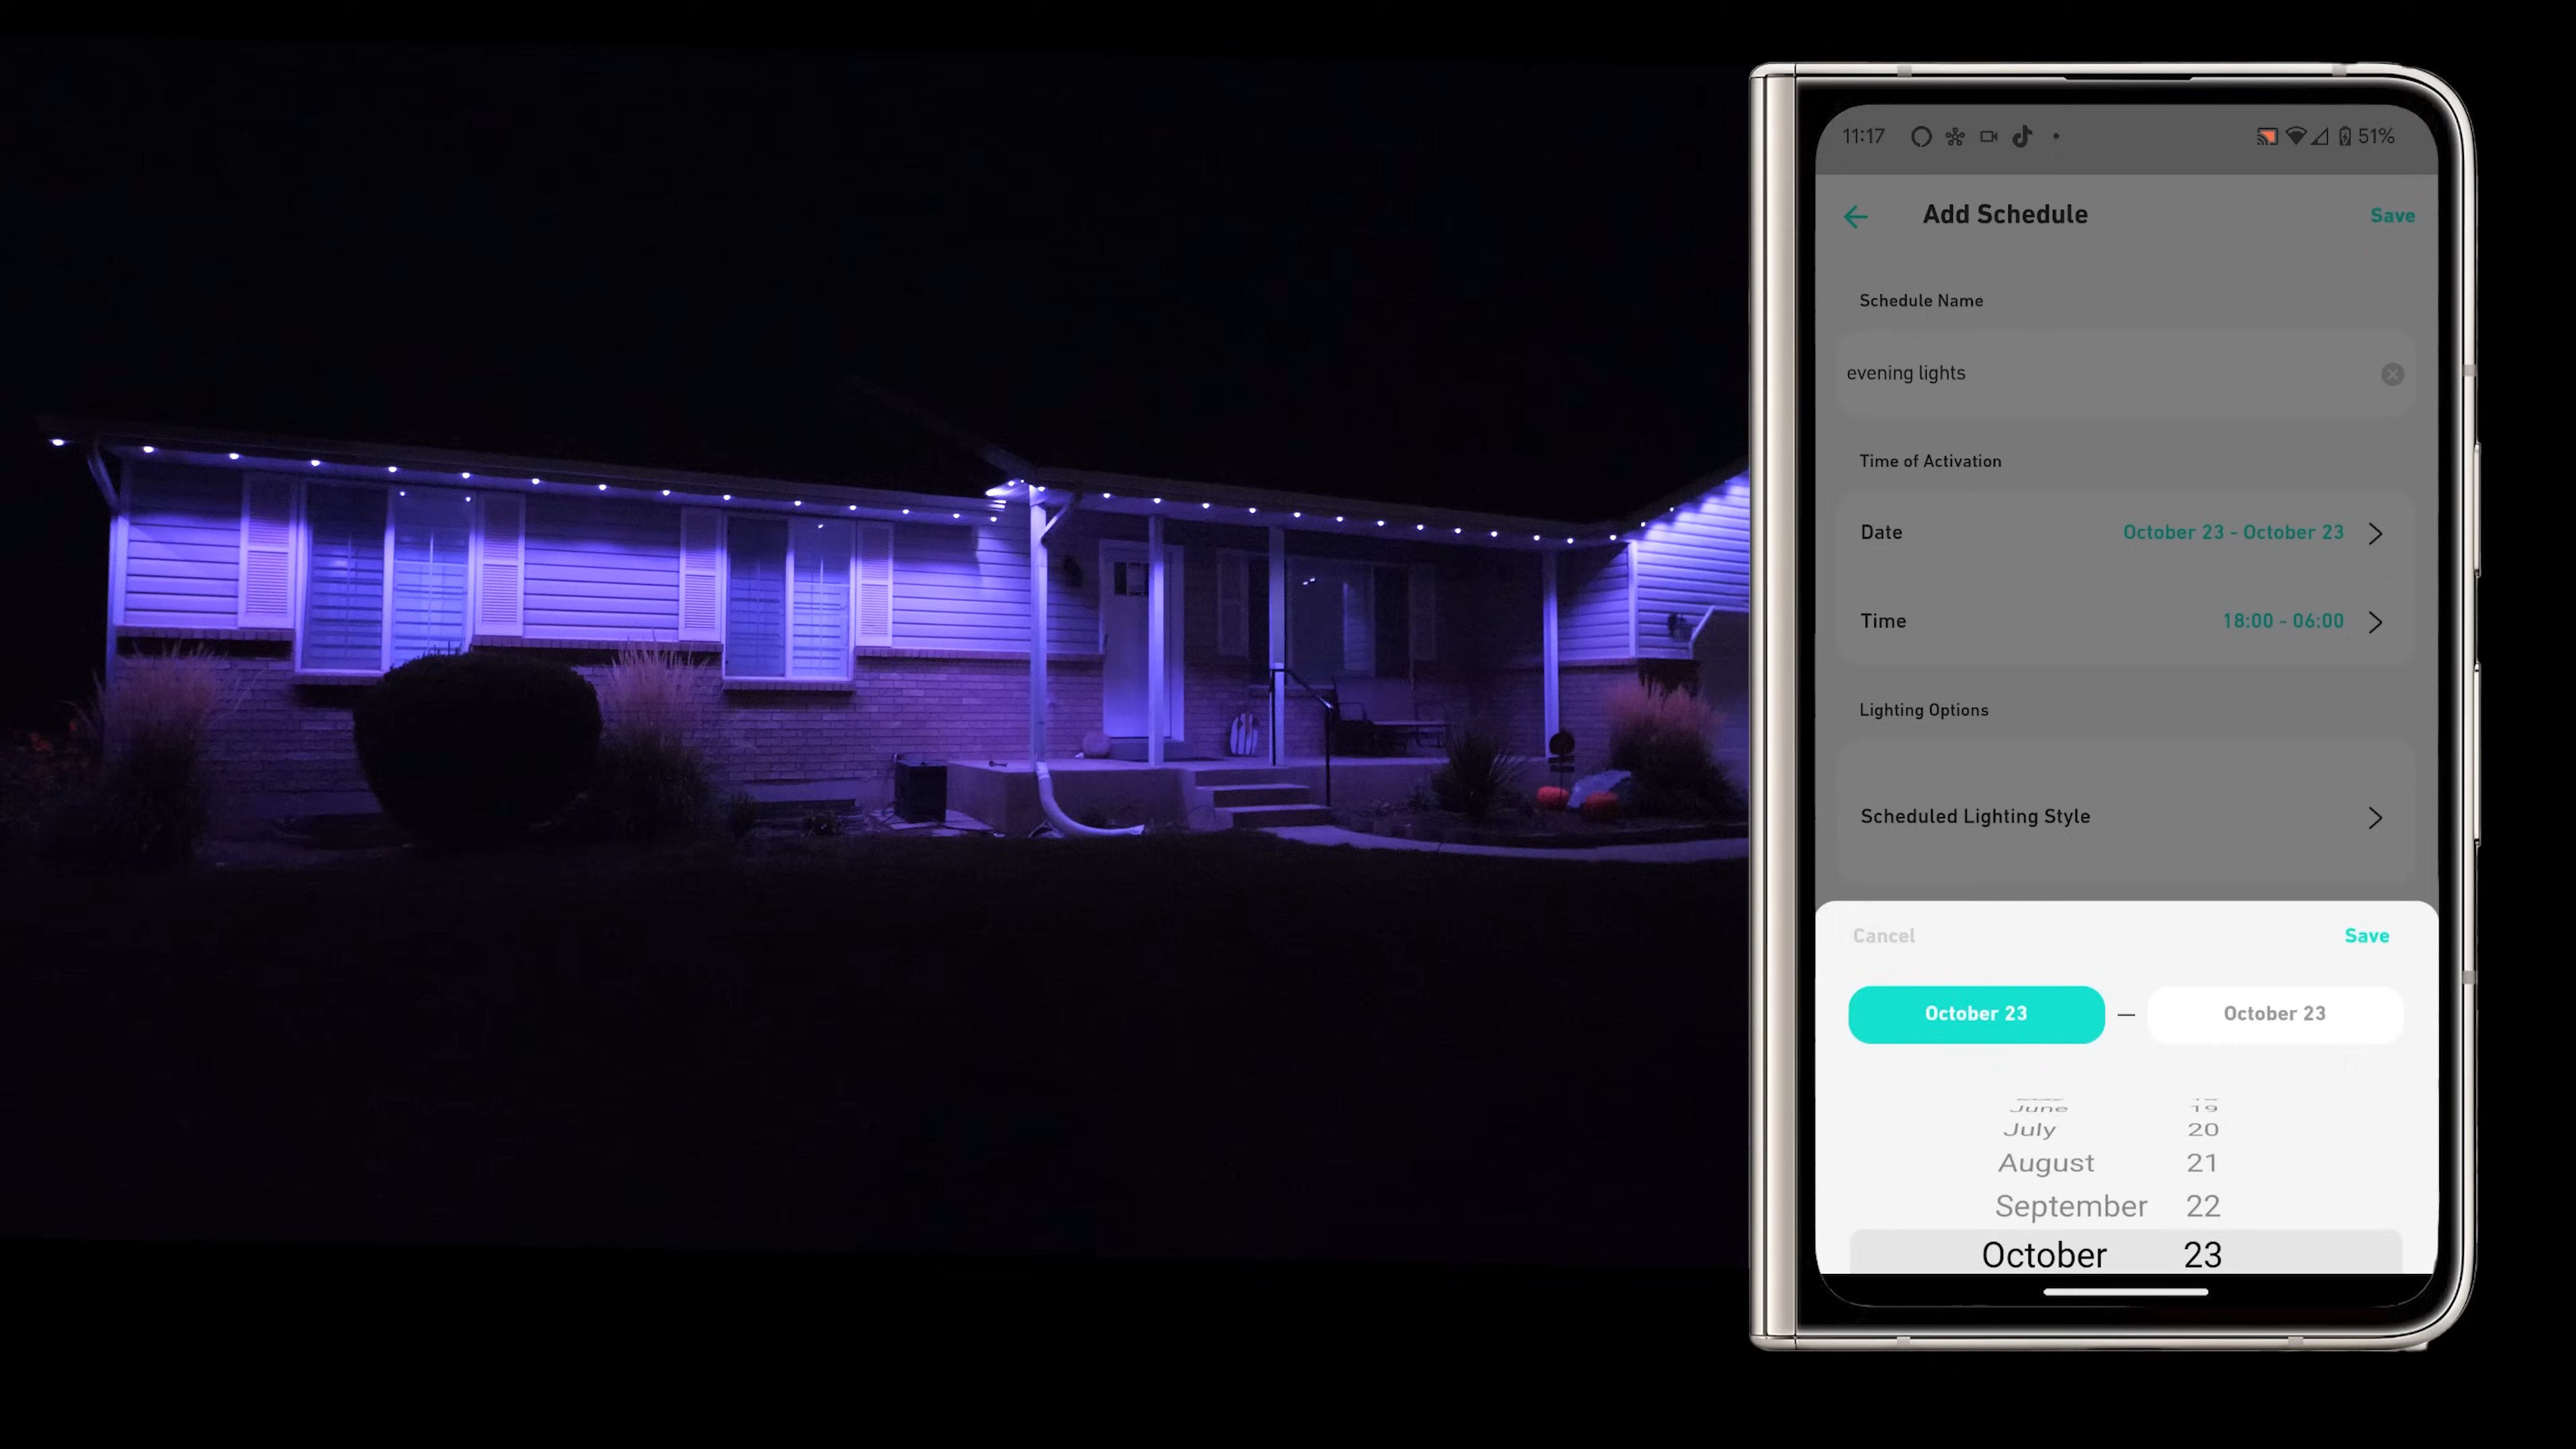 11:17
51%
Add Schedule
Save
Schedule Name
evening lights
Time of Activation
Date
October 23 - October 23
Time
18:00 - 06:00
Lighting Options
Scheduled Lighting Style
Cancel
Save
October 23 — October 23
June 19
July 20
August 21
September 22
October 23